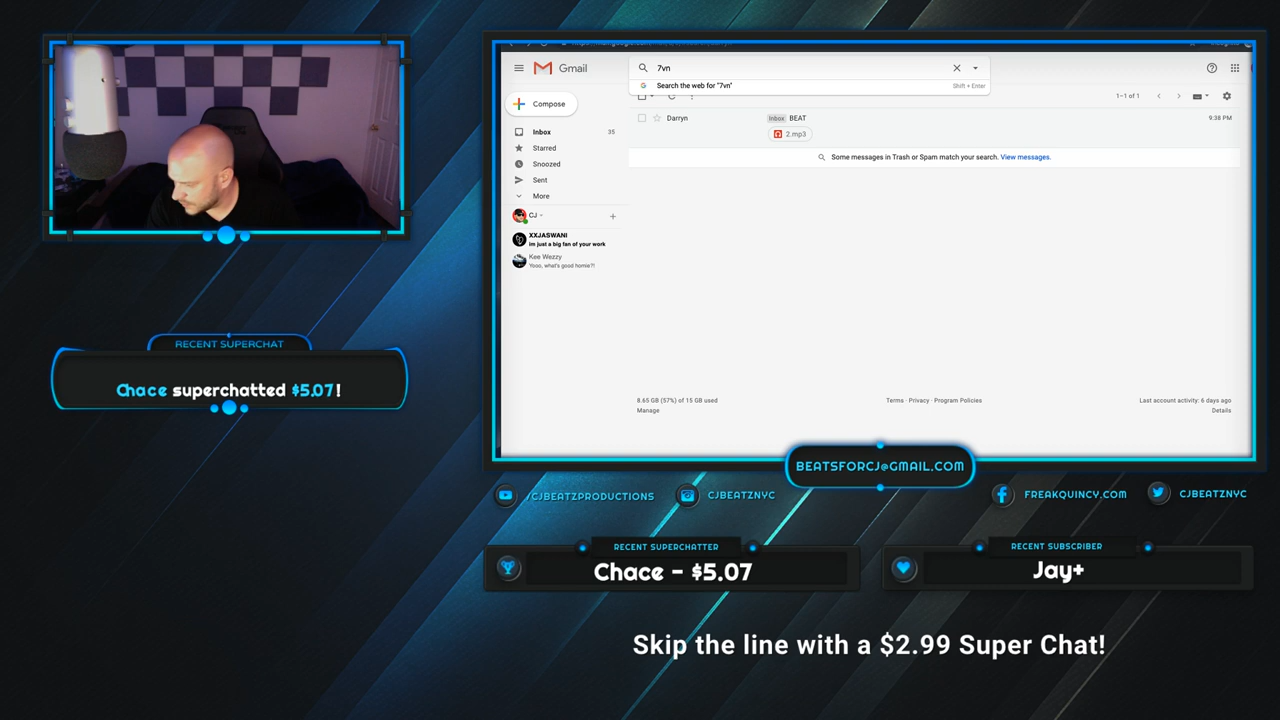 Gmail
7vn
Search the web for "7vn"
Shift + Enter
Compose
1–1 of 1
Inbox 35
Darryn
Inbox BEAT
9:38 PM
2.mp3
Starred
Some messages in Trash or Spam match your search. View messages.
Snoozed
Sent
More
CJ
XXJASWANI
im just a big fan of your work
Kee Wezzy
Yooo, what's good homie?!
RECENT SUPERCHAT
Chace superchatted $5.07!
8.65 GB (57%) of 15 GB used
Manage
Terms · Privacy · Program Policies
Last account activity: 6 days ago
Details
BEATSFORCJ@GMAIL.COM
/CJBEATZPRODUCTIONS
CJBEATZNYC
FREAKQUINCY.COM
CJBEATZNYC
RECENT SUPERCHATTER
Chace - $5.07
RECENT SUBSCRIBER
Jay+
Skip the line with a $2.99 Super Chat!